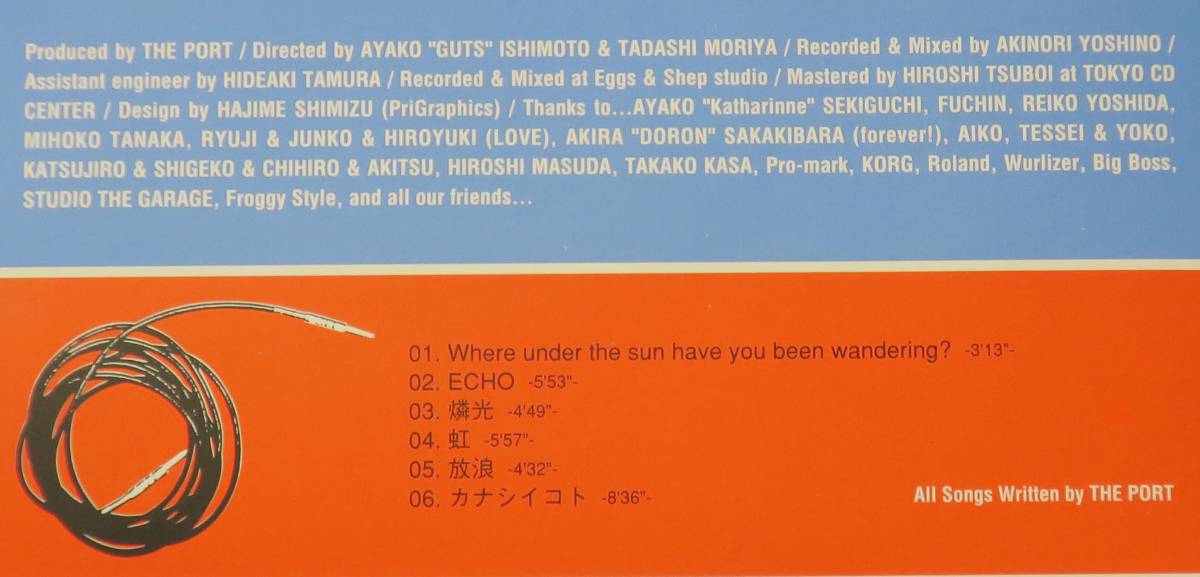 Produced by THE PORT / Directed by AYAKO "GUTS" ISHIMOTO & TADASHI MORIYA / Recorded & Mixed by AKINORI YOSHINO /
Assistant engineer by HIDEAKI TAMURA / Recorded & Mixed at Eggs & Shep studio / Mastered by HIROSHI TSUBOI at TOKYO CD
CENTER / Design by HAJIME SHIMIZU (PriGraphics) / Thanks to...AYAKO "Katharinne" SEKIGUCHI, FUCHIN, REIKO YOSHIDA,
MIHOKO TANAKA, RYUJI & JUNKO & HIROYUKI (LOVE), AKIRA "DORON" SAKAKIBARA (forever!), AIKO, TESSEI & YOKO,
KATSUJIRO & SHIGEKO & CHIHIRO & AKITSU, HIROSHI MASUDA, TAKAKO KASA, Pro-mark, KORG, Roland, Wurlizer, Big Boss,
STUDIO THE GARAGE, Froggy Style, and all our friends...
01. Where under the sun have you been wandering? -3'13"-
02. ECHO -5'53"-
03. 燐光 -4'49"-
04. 虹 -5'57"-
05. 放浪 -4'32"-
06. カナシイコト -8'36"-
All Songs Written by THE PORT